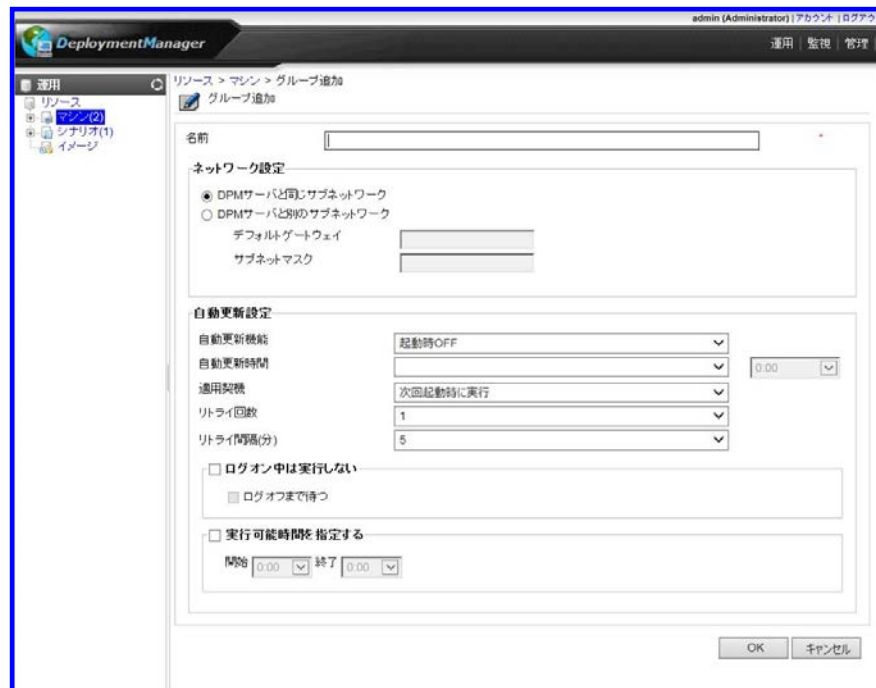 admin (Administrator) | アカウント | ログアウ
DeploymentManager
運用 | 監視 | 管理
運用
リソース
マシン(2)
シナリオ(1)
イメージ
リソース > マシン > グループ追加
グループ追加
名前 *
ネットワーク設定
DPMサーバと同じサブネットワーク
DPMサーバと別のサブネットワーク
デフォルトゲートウェイ
サブネットマスク
自動更新設定
自動更新機能 起動時OFF
自動更新時間 0:00
適用契機 次回起動時に実行
リトライ回数 1
リトライ間隔(分) 5
ログオン中は実行しない
ログオフまで待つ
実行可能時間を指定する
開始 0:00 終了 0:00
OK キャンセル